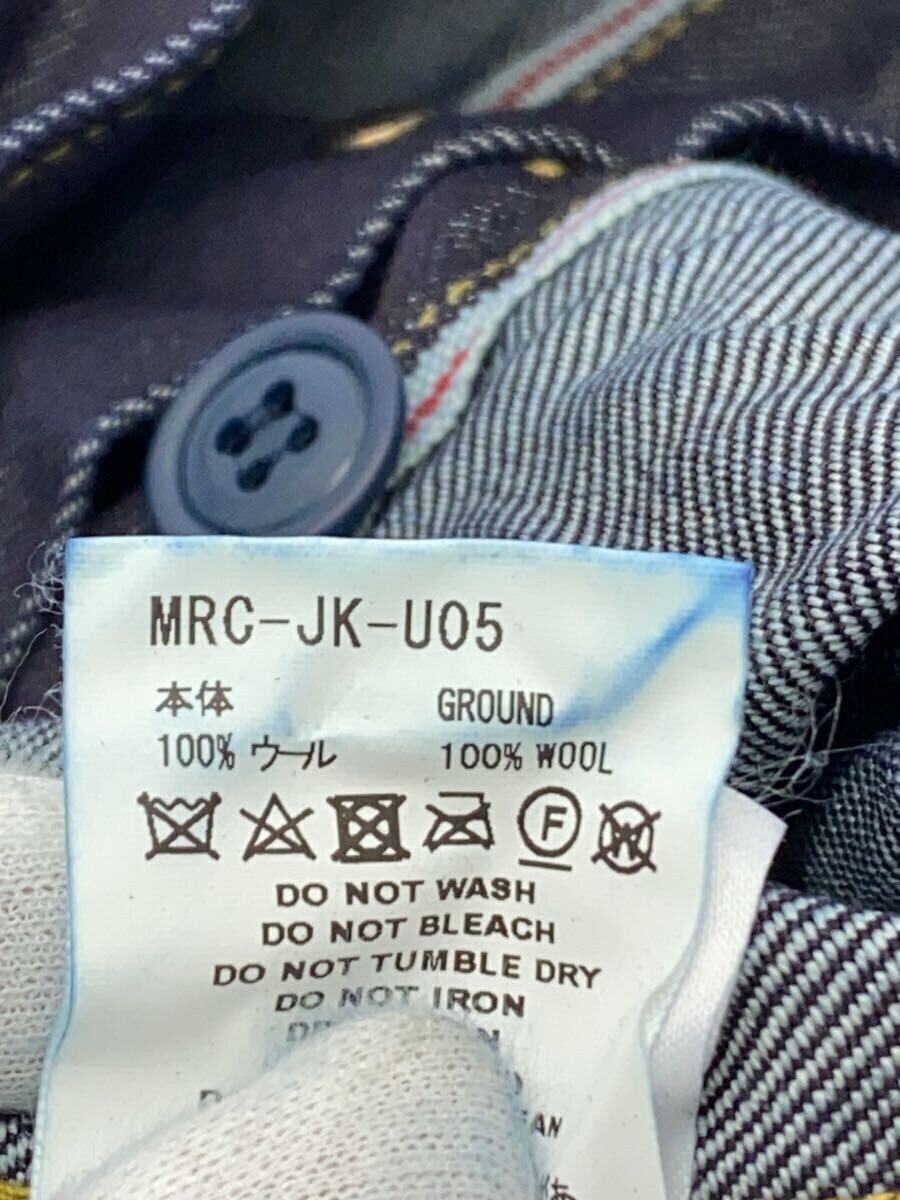 MRC-JK-U05
本体 GROUND
100% ウール 100% WOOL
F
W
DO NOT WASH
DO NOT BLEACH
DO NOT TUMBLE DRY
DO NOT IRON